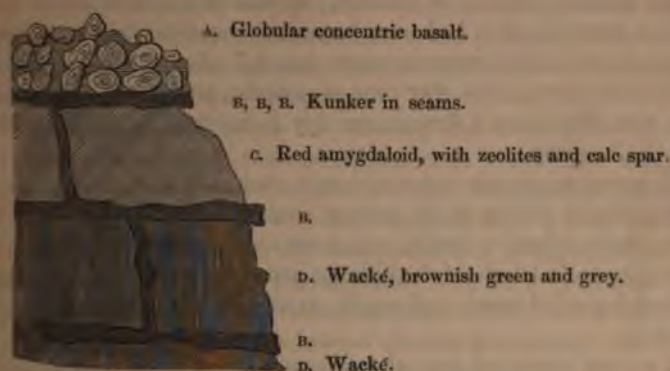 A. Globular concentric basalt.
B, B, B. Kunker in seams.
C. Red amygdaloid, with zeolites and calc spar.
B.
D. Wacké, brownish green and grey.
B.
D. Wacké.